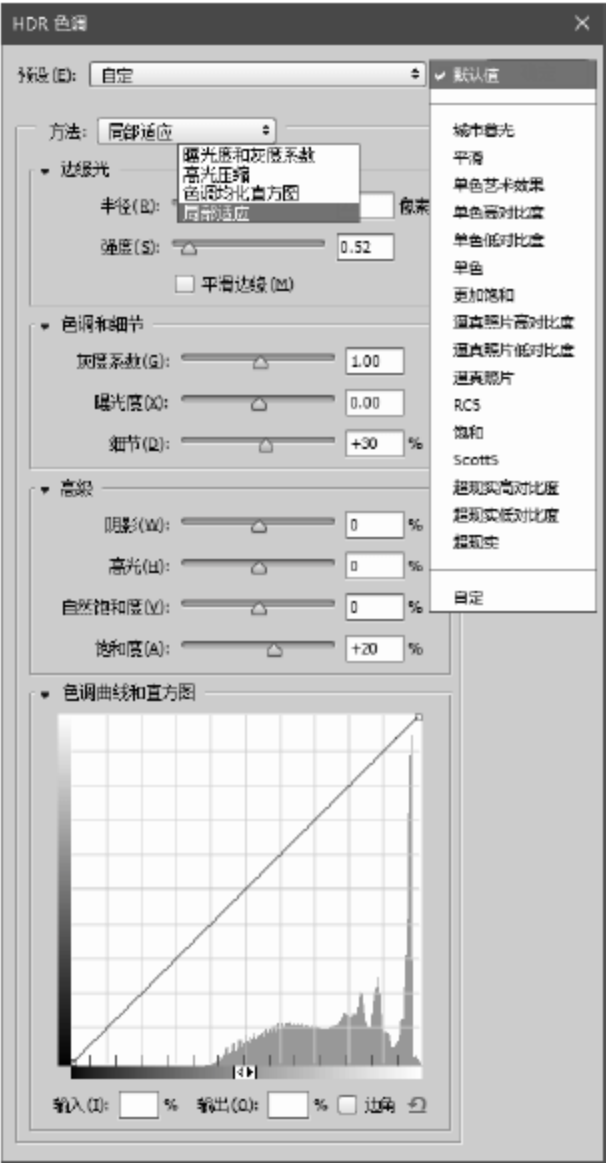 HDR 色调
预设(E): 自定
方法: 局部适应
曝光度和灰度系数
高光压缩
色调均化直方图
局部适应
边缘光
半径(R): 像素
强度(S): 0.52
平滑边缘(M)
色调和细节
灰度系数(G): 1.00
曝光度(X): 0.00
细节(D): +30 %
高级
阴影(W): 0 %
高光(H): 0 %
自然饱和度(V): 0 %
饱和度(A): +20 %
色调曲线和直方图
输入(I): % 输出(O): % 边角
默认值
城市暮光
平滑
单色艺术效果
单色高对比度
单色低对比度
单色
更加饱和
逼真照片高对比度
逼真照片低对比度
逼真照片
RC5
饱和
Scott5
超现实高对比度
超现实低对比度
超现实
自定